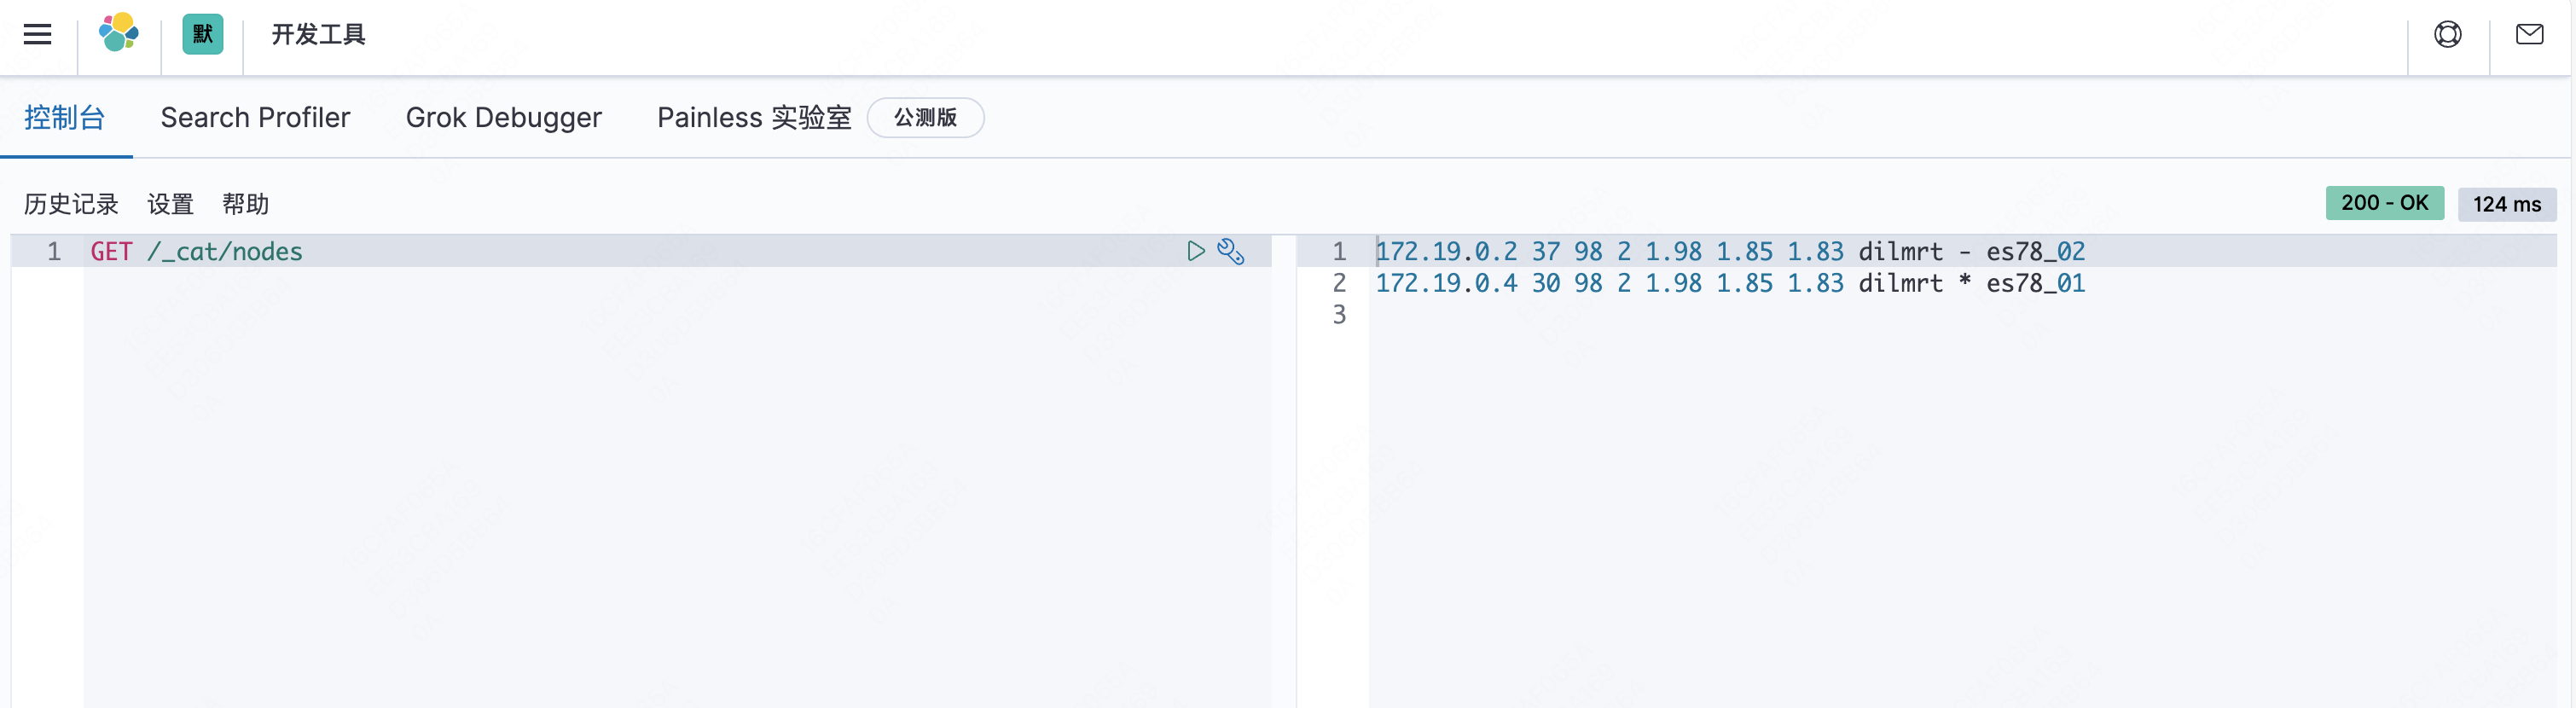 默 开发工具
控制台 Search Profiler Grok Debugger Painless 实验室 公测版
历史记录 设置 帮助 200 - OK 124 ms
1 GET /_cat/nodes
1 172.19.0.2 37 98 2 1.98 1.85 1.83 dilmrt - es78_02
2 172.19.0.4 30 98 2 1.98 1.85 1.83 dilmrt * es78_01
3